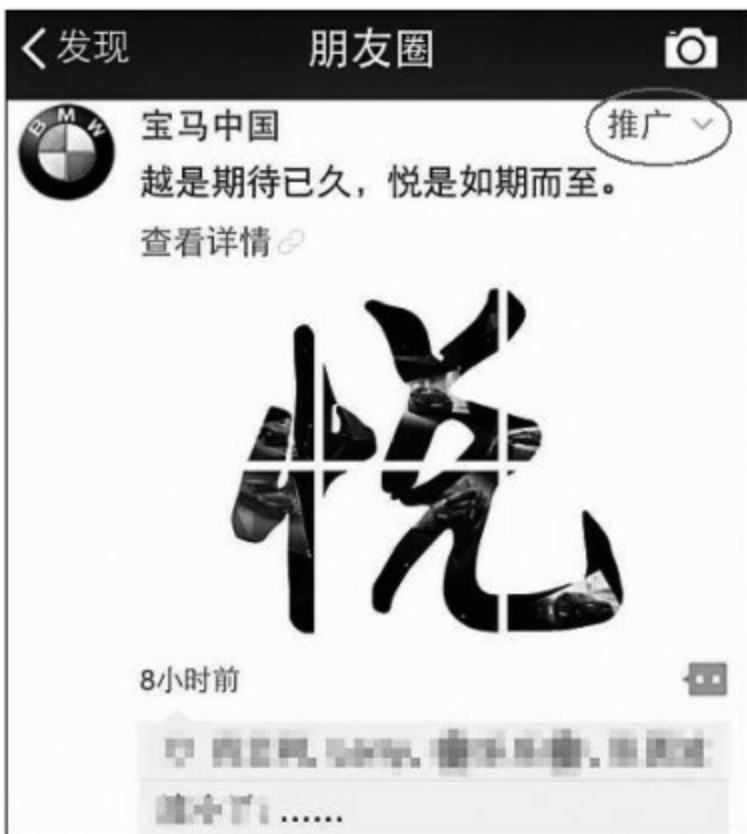 发现 朋友圈
BMW
宝马中国 推广
越是期待已久，悦是如期而至。
查看详情
悦
8小时前
......